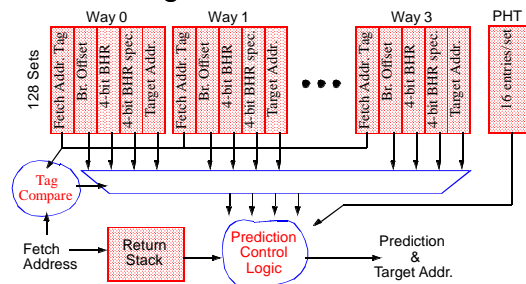 Way 0
Way 1
Way 3
PHT
128 Sets
Fetch Addr. Tag
Br. Offset
4-bit BHR
4-bit BHR spec.
Target Addr.
Fetch Addr. Tag
Br. Offset
4-bit BHR
4-bit BHR spec.
Target Addr.
Fetch Addr. Tag
Br. Offset
4-bit BHR
4-bit BHR spec.
Target Addr.
16 entries/set
Tag
Compare
Fetch
Address
Return
Stack
Prediction
Control
Logic
Prediction
&
Target Addr.